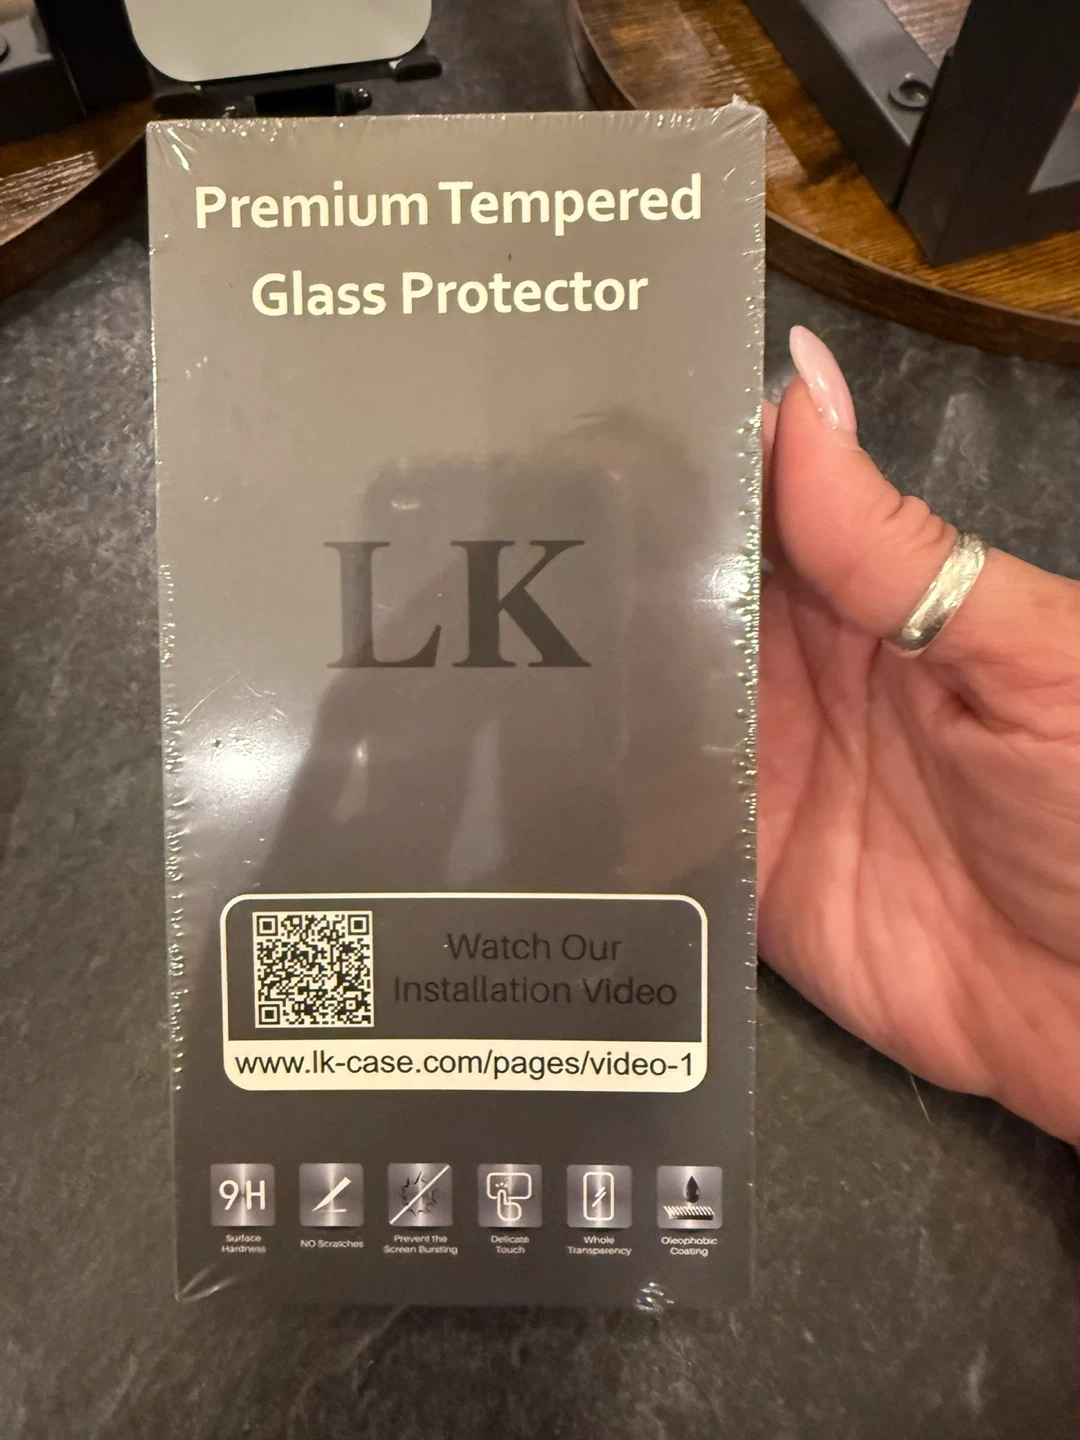 Premium Tempered
Glass Protector
LK
Watch Our
Installation Video
www.lk-case.com/pages/video-1
9H
Surface
Hardness
NO Scratches
Prevent the
Screen Bursting
Delicate
Touch
Whole
Transparency
Oleophobic
Coating